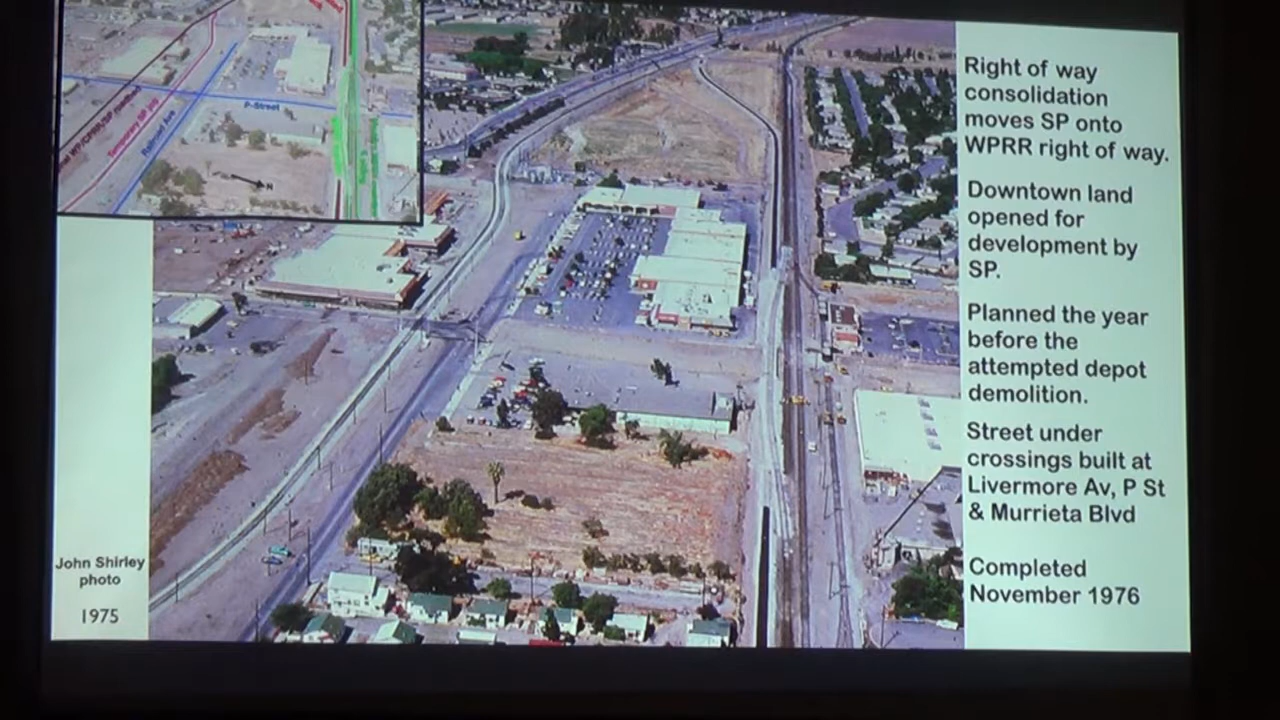 Right of way
consolidation
moves SP onto
WPRR right of way.
Downtown land
opened for
development by
SP.
Planned the year
before the
attempted depot
demolition.
Street under
crossings built at
Livermore Av, P St
& Murrieta Blvd
Completed
November 1976
P-Street
Temporary SP
Railroad Ave
N
John Shirley
photo
1975